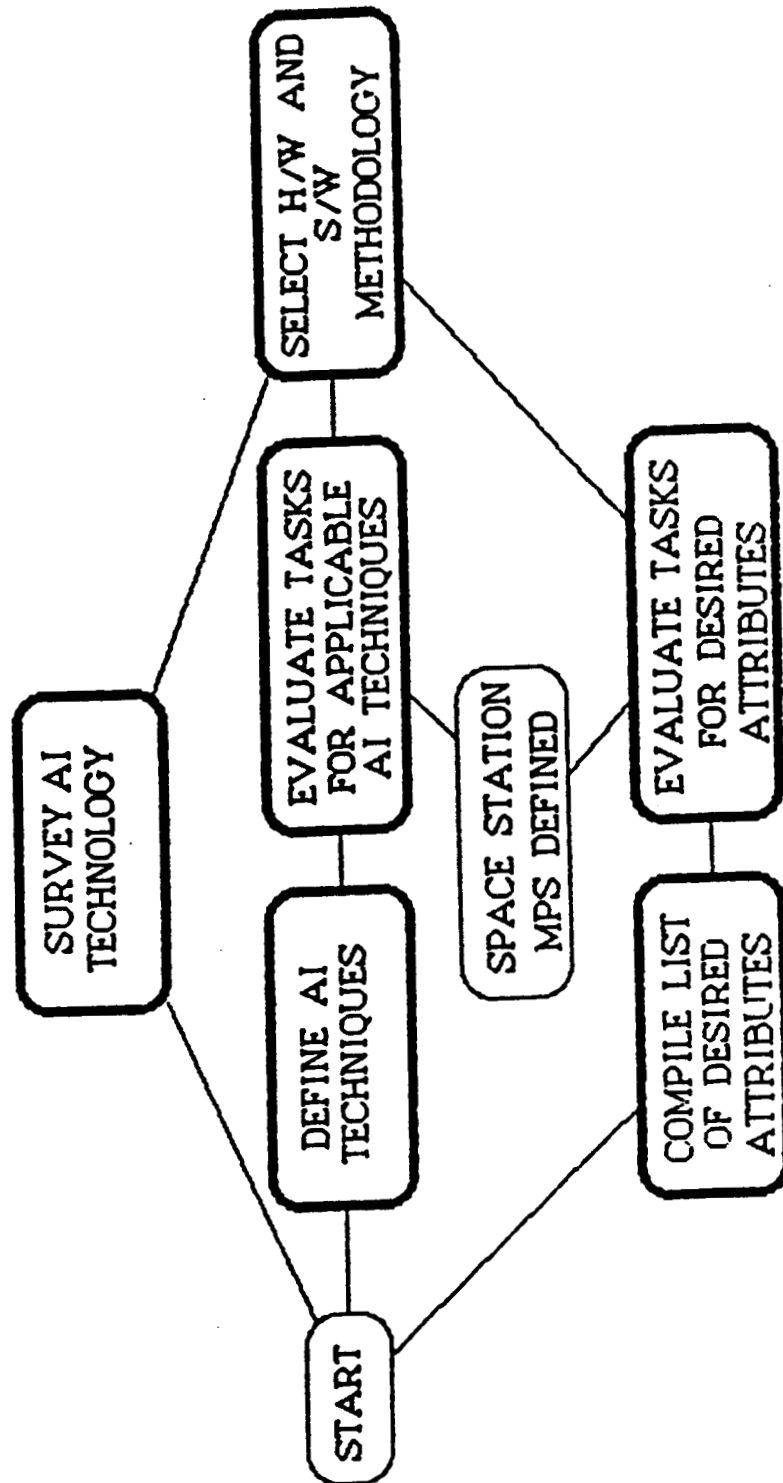 START
SURVEY AI
TECHNOLOGY
DEFINE AI
TECHNIQUES
EVALUATE TASKS
FOR APPLICABLE
AI TECHNIQUES
SELECT H/W AND
S/W
METHODOLOGY
SPACE STATION
MPS DEFINED
COMPILE LIST
OF DESIRED
ATTRIBUTES
EVALUATE TASKS
FOR DESIRED
ATTRIBUTES